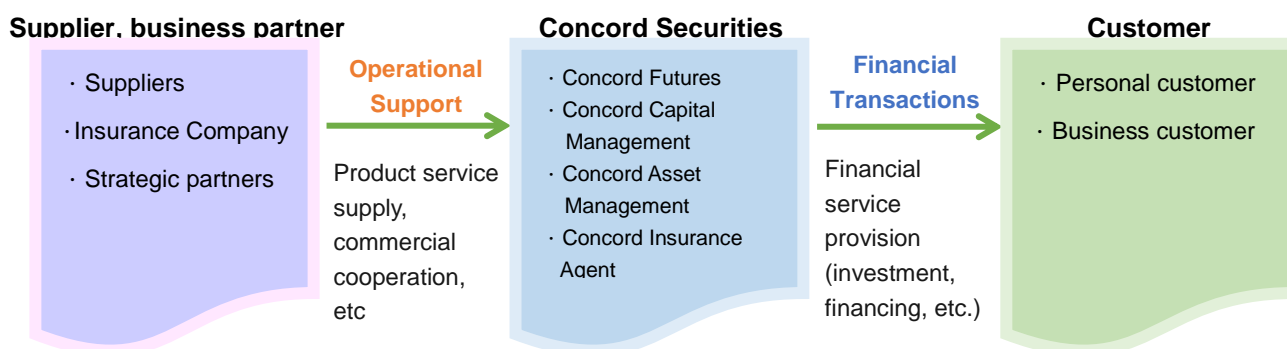 Supplier, business partner
· Suppliers
·Insurance Company
· Strategic partners
Operational
Support
Product service
supply,
commercial
cooperation,
etc
Concord Securities
· Concord Futures
· Concord Capital
Management
· Concord Asset
Management
· Concord Insurance
Agent
Financial
Transactions
Financial
service
provision
(investment,
financing, etc.)
Customer
· Personal customer
· Business customer